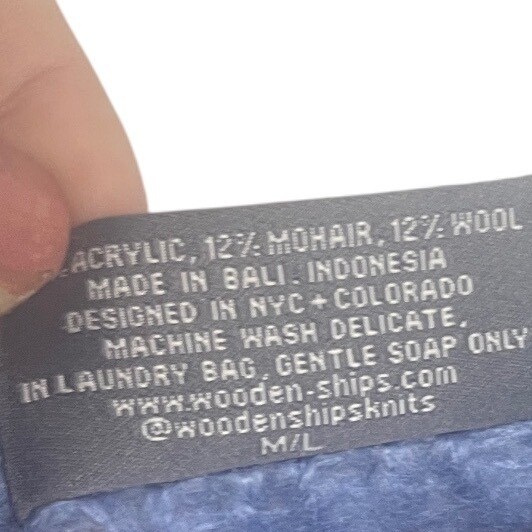 ACRYLIC, 12% MOHAIR, 12% WOOL
MADE IN BALI. INDONESIA
DESIGNED IN NYC + COLORADO
MACHINE WASH DELICATE,
IN LAUNDRY BAG, GENTLE SOAP ONLY
www.wooden-ships.com
@woodenshipsknits
M/L